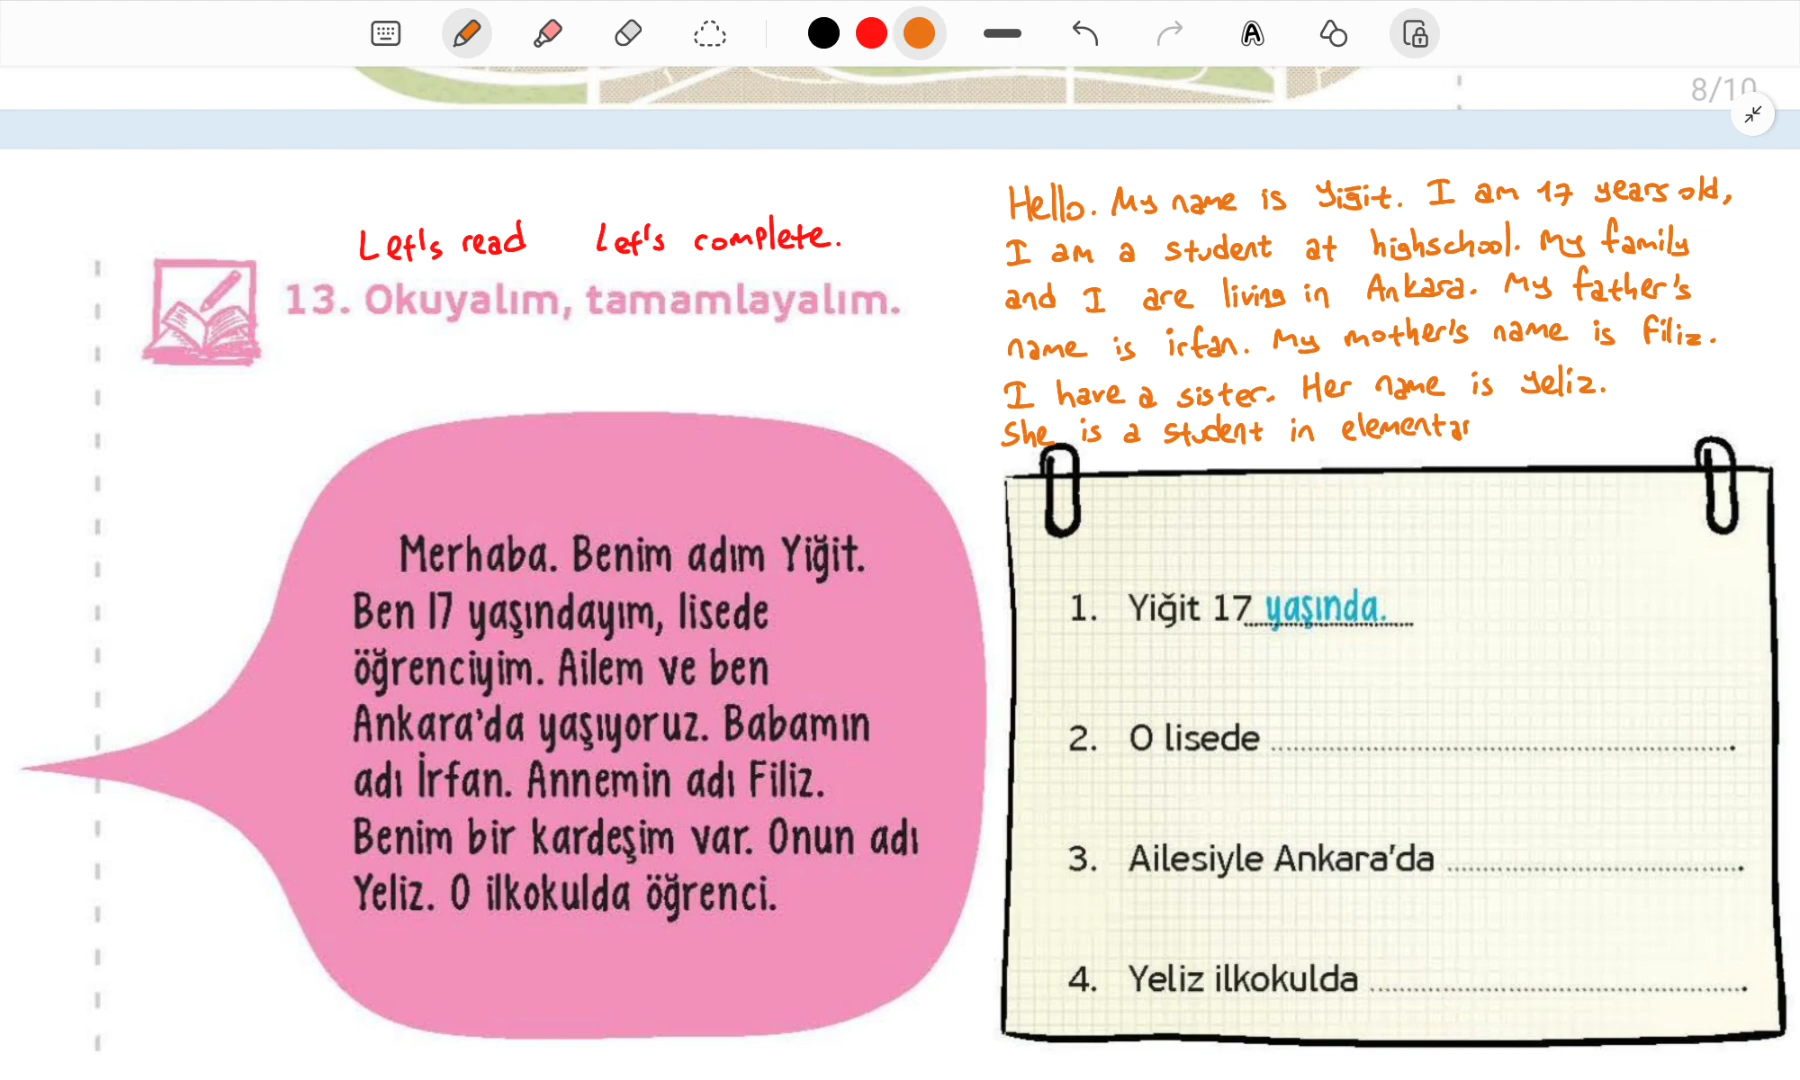 8/10
Hello. My name is Yiğit. I am 17 years old,
I am a student at highschool. My family
and I are living in Ankara. My father's
name is irfan. My mother's name is Filiz.
I have a sister. Her name is Yeliz.
She is a student in elementar
Let's read Let's complete.
13. Okuyalım, tamamlayalım.
Merhaba. Benim adım Yiğit.
Ben 17 yaşındayım, lisede
öğrenciyim. Ailem ve ben
Ankara'da yaşıyoruz. Babamın
adı İrfan. Annemin adı Filiz.
Benim bir kardeşim var. Onun adı
Yeliz. O ilkokulda öğrenci.
1. Yiğit 17 yaşında.
2. O lisede .
3. Ailesiyle Ankara'da .
4. Yeliz ilkokulda .